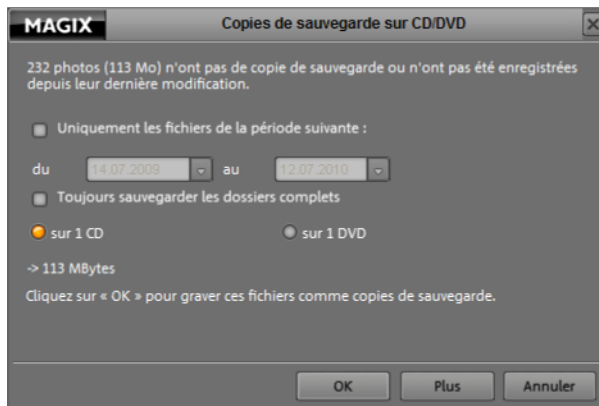 MAGIX
Copies de sauvegarde sur CD/DVD
232 photos (113 Mo) n'ont pas de copie de sauvegarde ou n'ont pas été enregistrées
depuis leur dernière modification.
Uniquement les fichiers de la période suivante :
du 14.07.2009 au 12.07.2010
Toujours sauvegarder les dossiers complets
sur 1 CD sur 1 DVD
-> 113 MBytes
Cliquez sur « OK » pour graver ces fichiers comme copies de sauvegarde.
OK Plus Annuler